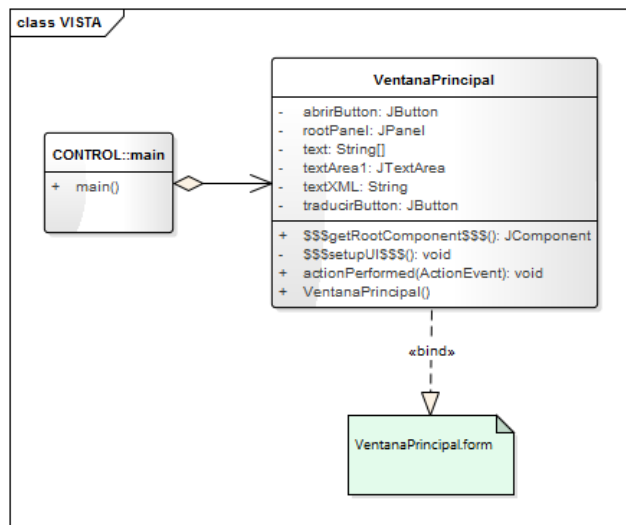 class VISTA
CONTROL::main
+ main()
VentanaPrincipal
- abrirButton: JButton
- rootPanel: JPanel
- text: String[]
- textArea1: JTextArea
- textXML: String
- traducirButton: JButton
+ $$$getRootComponent$$$(): JComponent
- $$$setupUI$$$(): void
+ actionPerformed(ActionEvent): void
+ VentanaPrincipal()
«bind»
VentanaPrincipal.form